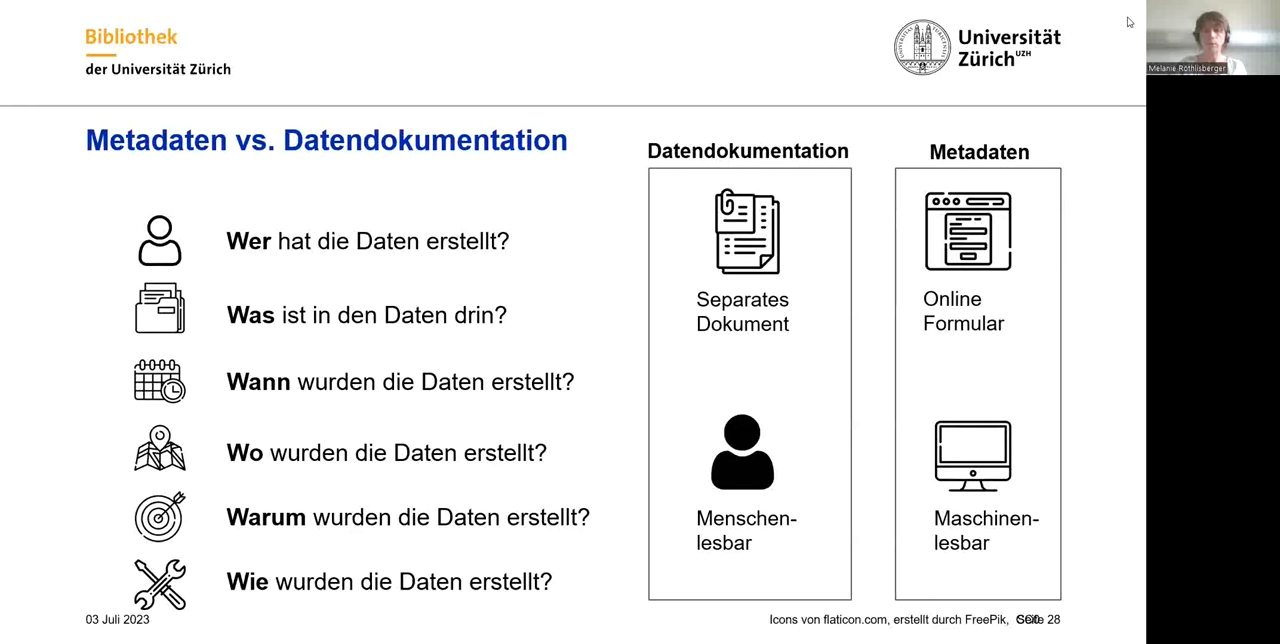 Bibliothek
der Universität Zürich
Universität
Zürich UZH
Melanie Röthlisberger
Metadaten vs. Datendokumentation
Wer hat die Daten erstellt?
Was ist in den Daten drin?
Wann wurden die Daten erstellt?
Wo wurden die Daten erstellt?
Warum wurden die Daten erstellt?
Wie wurden die Daten erstellt?
Datendokumentation
Separates
Dokument
Menschen-
lesbar
Metadaten
Online
Formular
Maschinen-
lesbar
03 Juli 2023
Icons von flaticon.com, erstellt durch FreePik, CC0
Seite 28